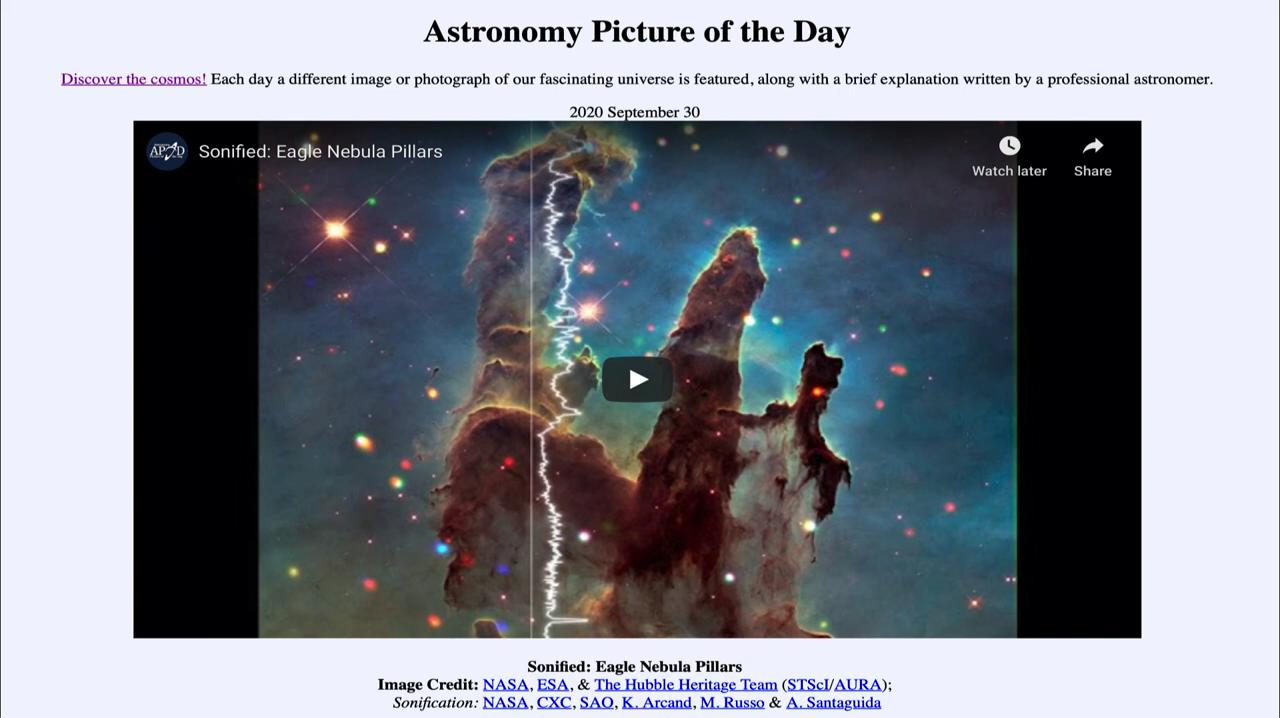 Astronomy Picture of the Day
Discover the cosmos! Each day a different image or photograph of our fascinating universe is featured, along with a brief explanation written by a professional astronomer.
2020 September 30
APOD
Sonified: Eagle Nebula Pillars
Watch later
Share
Sonified: Eagle Nebula Pillars
Image Credit: NASA, ESA, & The Hubble Heritage Team (STScI/AURA);
Sonification: NASA, CXC, SAO, K. Arcand, M. Russo & A. Santaguida